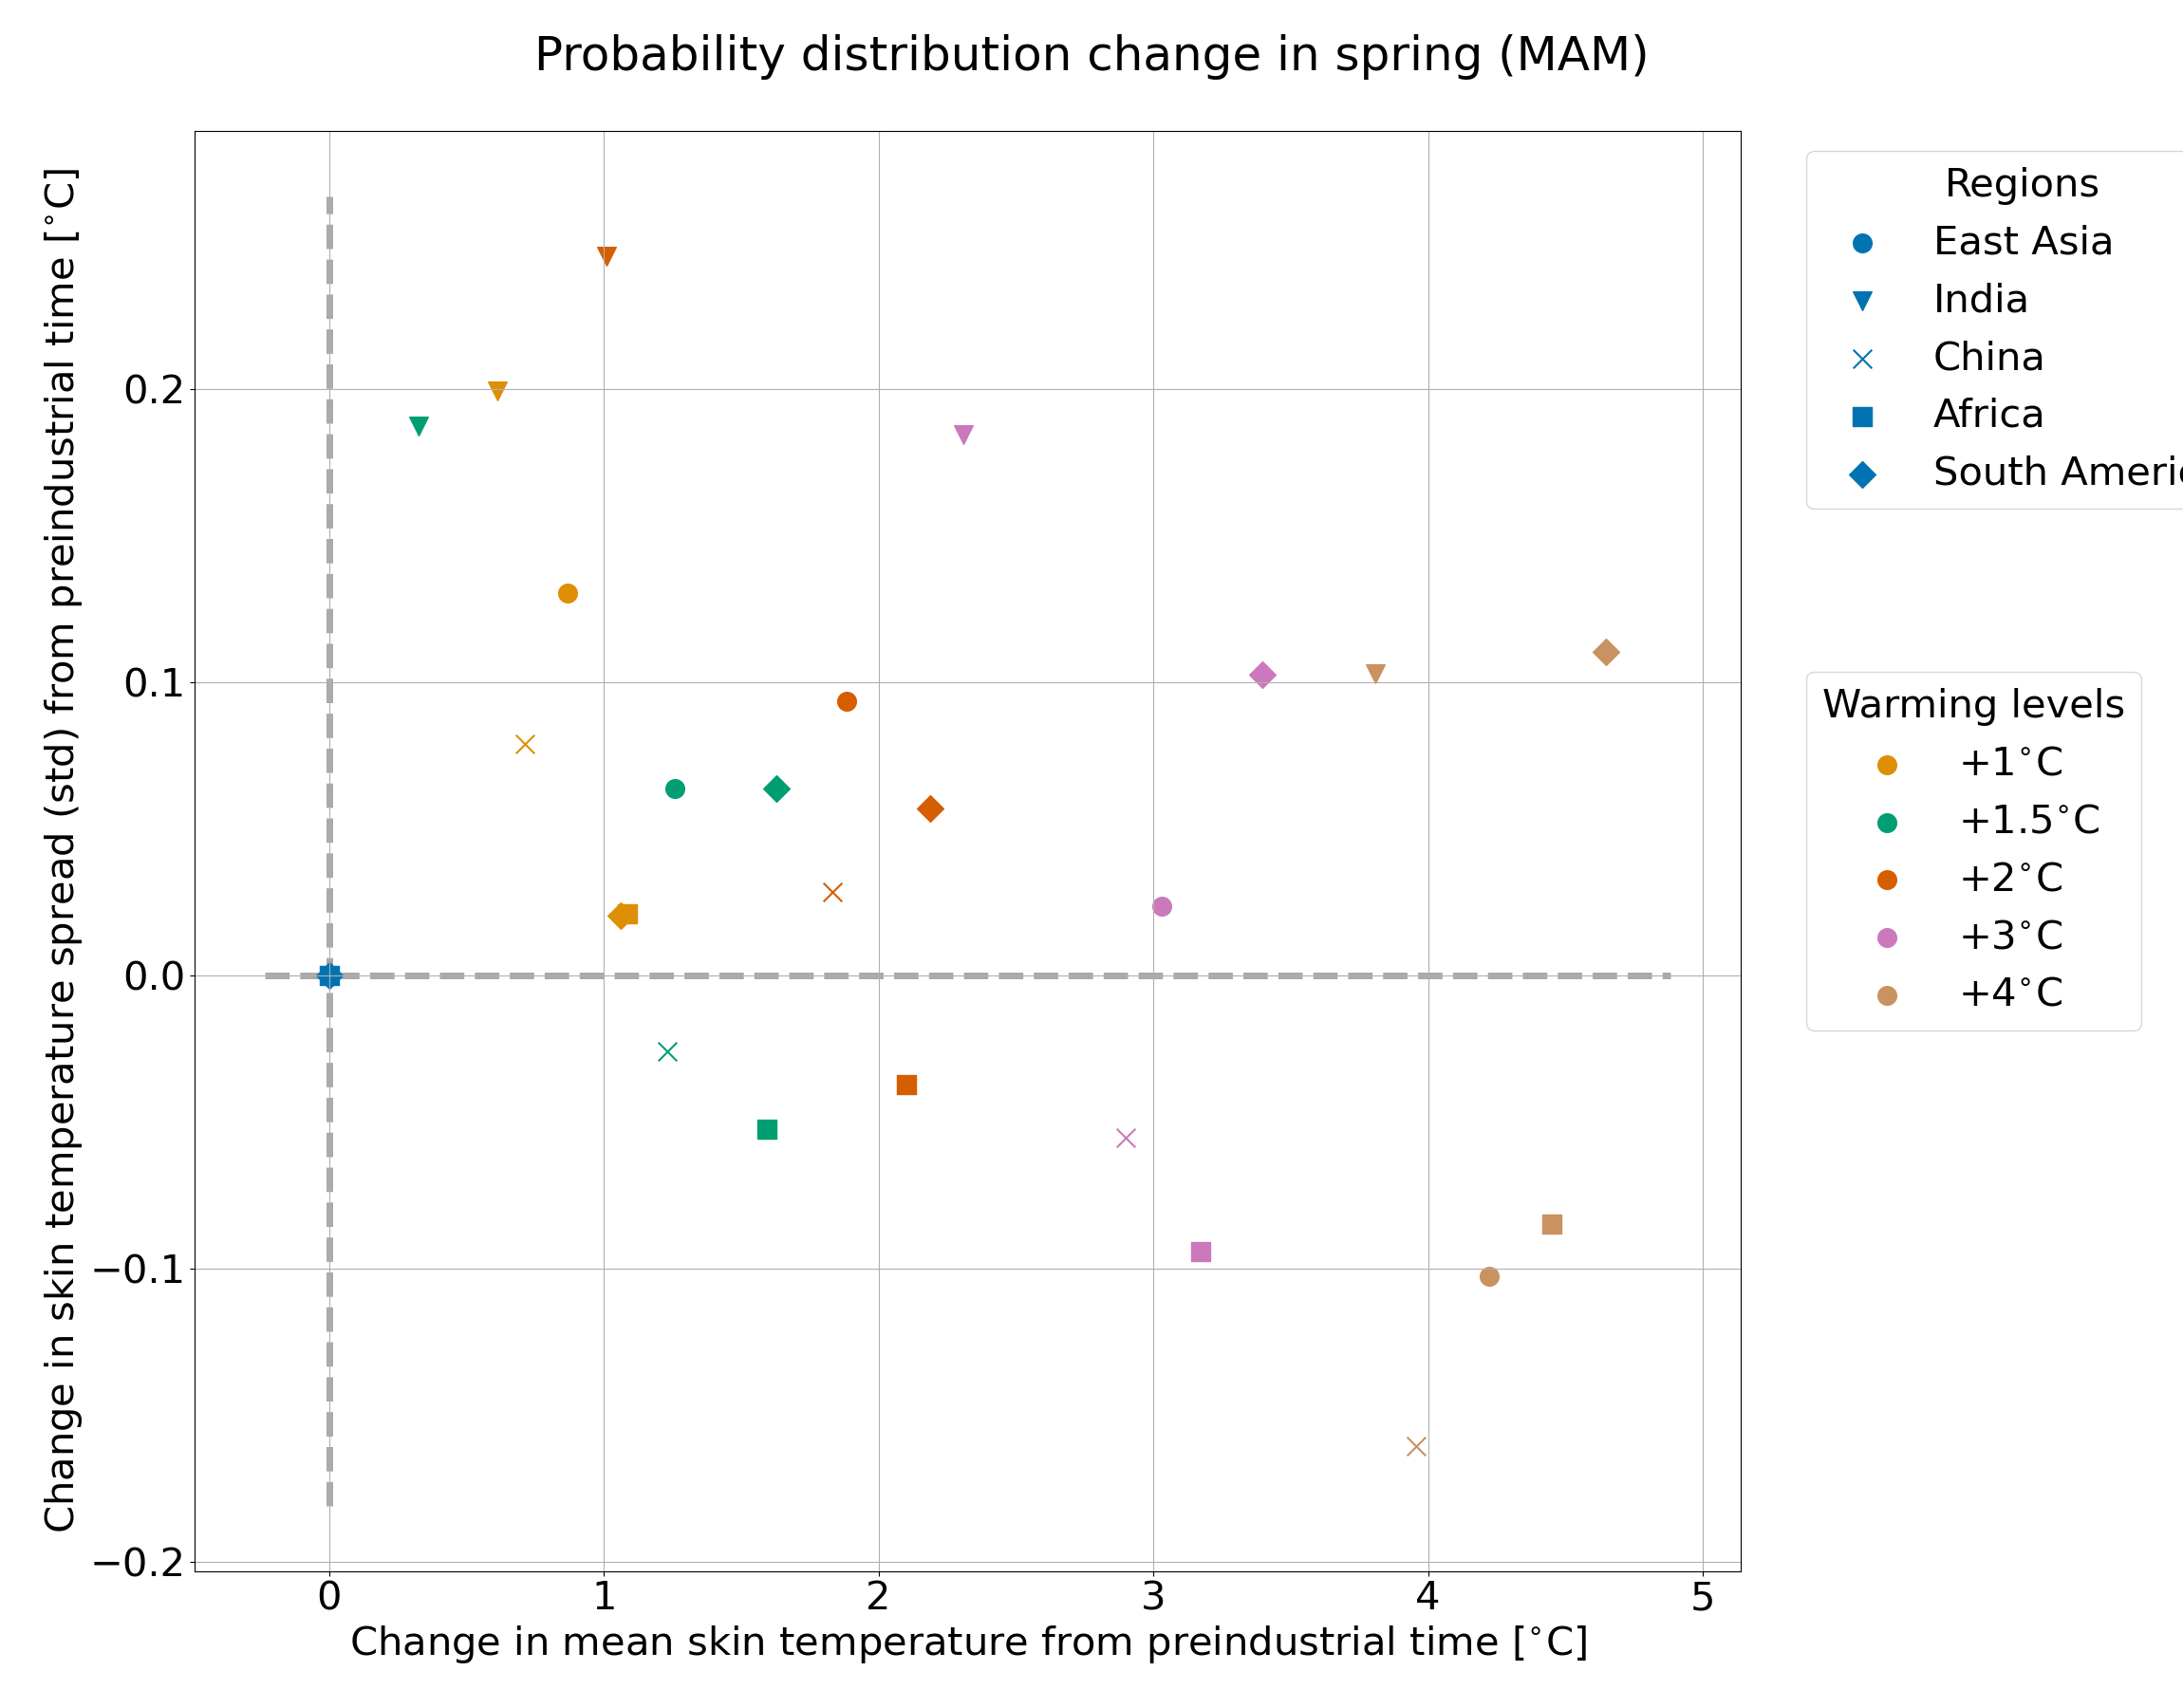 Probability distribution change in spring (MAM)
Change in skin temperature spread (std) from preindustrial time [°C]
0.2
0.1
0.0
−0.1
−0.2
0
1
2
3
4
5
Change in mean skin temperature from preindustrial time [°C]
Regions
East Asia
India
China
Africa
South Ameri
Warming levels
+1°C
+1.5°C
+2°C
+3°C
+4°C